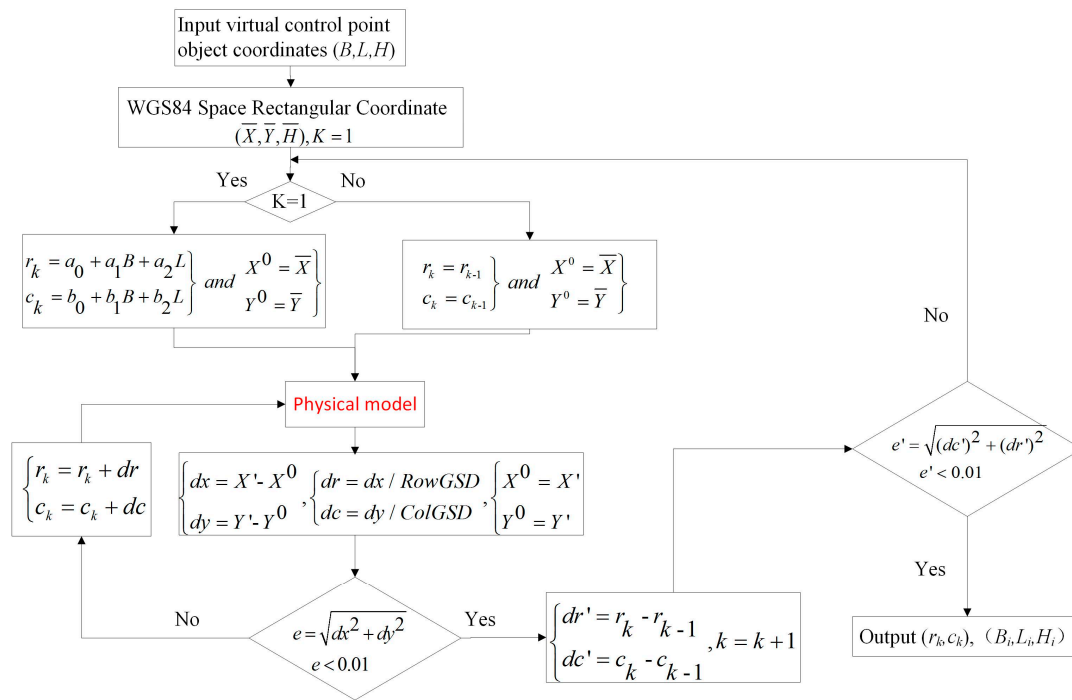 Input virtual control point
object coordinates (B,L,H)
WGS84 Space Rectangular Coordinate
(X̅,Y̅,H̅),K = 1
Yes
No
K=1
r_k = a_0 + a_1B + a_2L
c_k = b_0 + b_1B + b_2L
} and
X^0 = X̅
Y^0 = Y̅
}
r_k = r_{k-1}
c_k = c_{k-1}
} and
X^0 = X̅
Y^0 = Y̅
}
Physical model
{ r_k = r_k + dr
c_k = c_k + dc
{ dx = X'- X^0
dy = Y'- Y^0
, { dr = dx / RowGSD
dc = dy / ColGSD
, { X^0 = X'
Y^0 = Y'
No
e = √(dx^2 + dy^2)
e < 0.01
Yes
{ dr' = r_k - r_{k-1}
dc' = c_k - c_{k-1}
, k = k + 1
No
e' = √((dc')^2 + (dr')^2)
e' < 0.01
Yes
Output (r_k,c_k), （B_i,L_i,H_i）